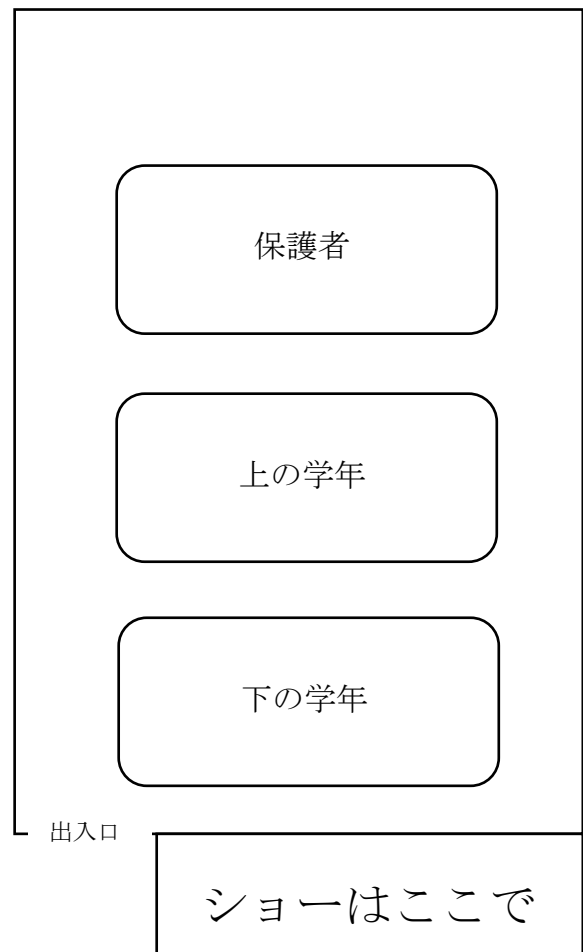 保護者
上の学年
下の学年
出入口
ショーはここで